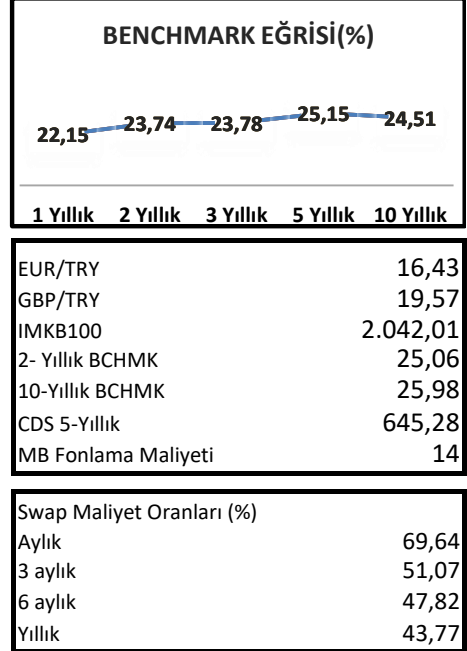 BENCHMARK EĞRİSİ(%)
22,15 23,74 23,78 25,15 24,51
1 Yıllık 2 Yıllık 3 Yıllık 5 Yıllık 10 Yıllık
EUR/TRY 16,43
GBP/TRY 19,57
IMKB100 2.042,01
2- Yıllık BCHMK 25,06
10-Yıllık BCHMK 25,98
CDS 5-Yıllık 645,28
MB Fonlama Maliyeti 14
Swap Maliyet Oranları (%)
Aylık 69,64
3 aylık 51,07
6 aylık 47,82
Yıllık 43,77